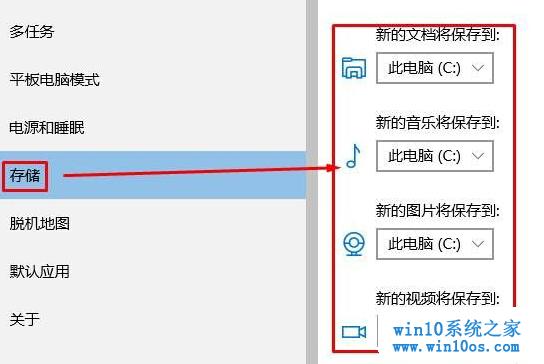 多任务
平板电脑模式
电源和睡眠
存储
脱机地图
默认应用
关于
新的文档将保存到:
此电脑 (C:)
新的音乐将保存到:
此电脑 (C:)
新的图片将保存到:
此电脑 (C:)
新的视频将保存到:
win10系统之家
www.win10os.com